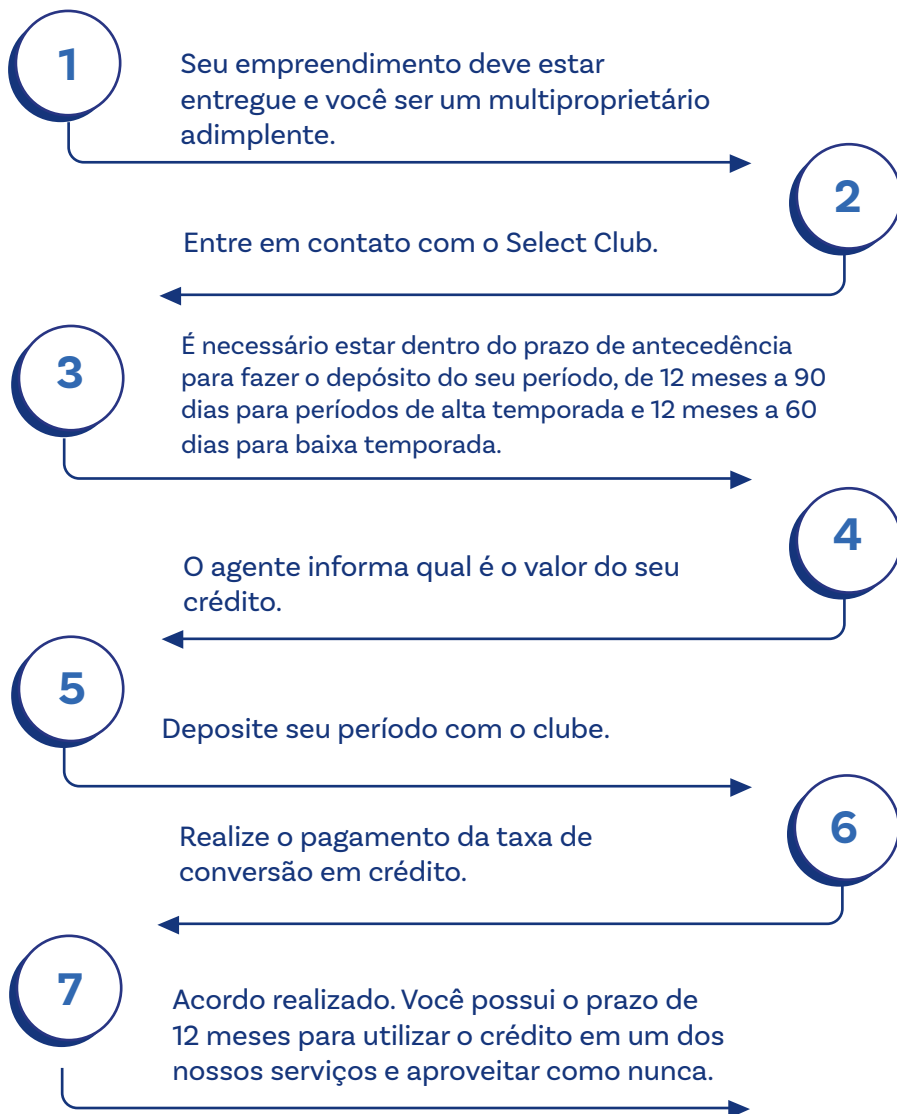 1
Seu empreendimento deve estar
entregue e você ser um multiproprietário
adimplente.
2
Entre em contato com o Select Club.
3
É necessário estar dentro do prazo de antecedência
para fazer o depósito do seu período, de 12 meses a 90
dias para períodos de alta temporada e 12 meses a 60
dias para baixa temporada.
4
O agente informa qual é o valor do seu
crédito.
5
Deposite seu período com o clube.
6
Realize o pagamento da taxa de
conversão em crédito.
7
Acordo realizado. Você possui o prazo de
12 meses para utilizar o crédito em um dos
nossos serviços e aproveitar como nunca.